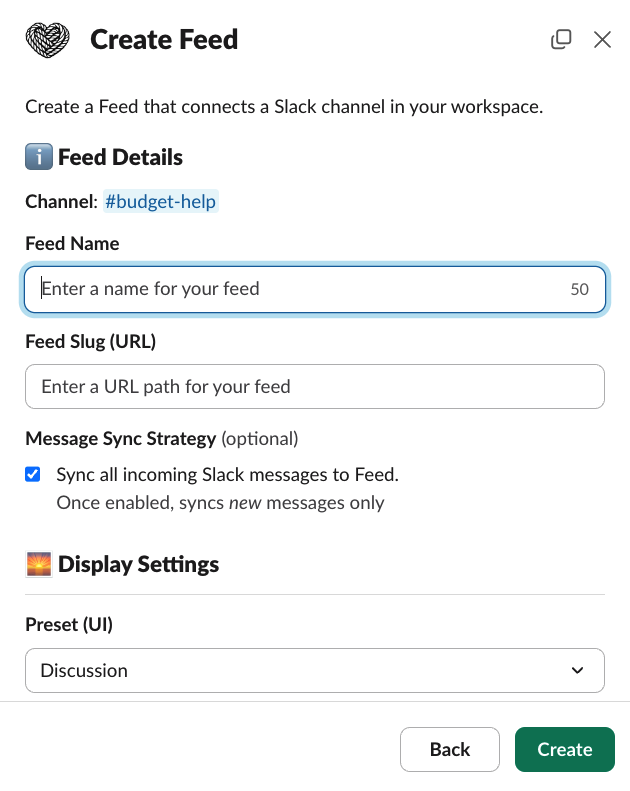 Create Feed
Create a Feed that connects a Slack channel in your workspace.
Feed Details
Channel: #budget-help
Feed Name
Enter a name for your feed 50
Feed Slug (URL)
Enter a URL path for your feed
Message Sync Strategy (optional)
Sync all incoming Slack messages to Feed.
Once enabled, syncs new messages only
Display Settings
Preset (UI)
Discussion
Back Create